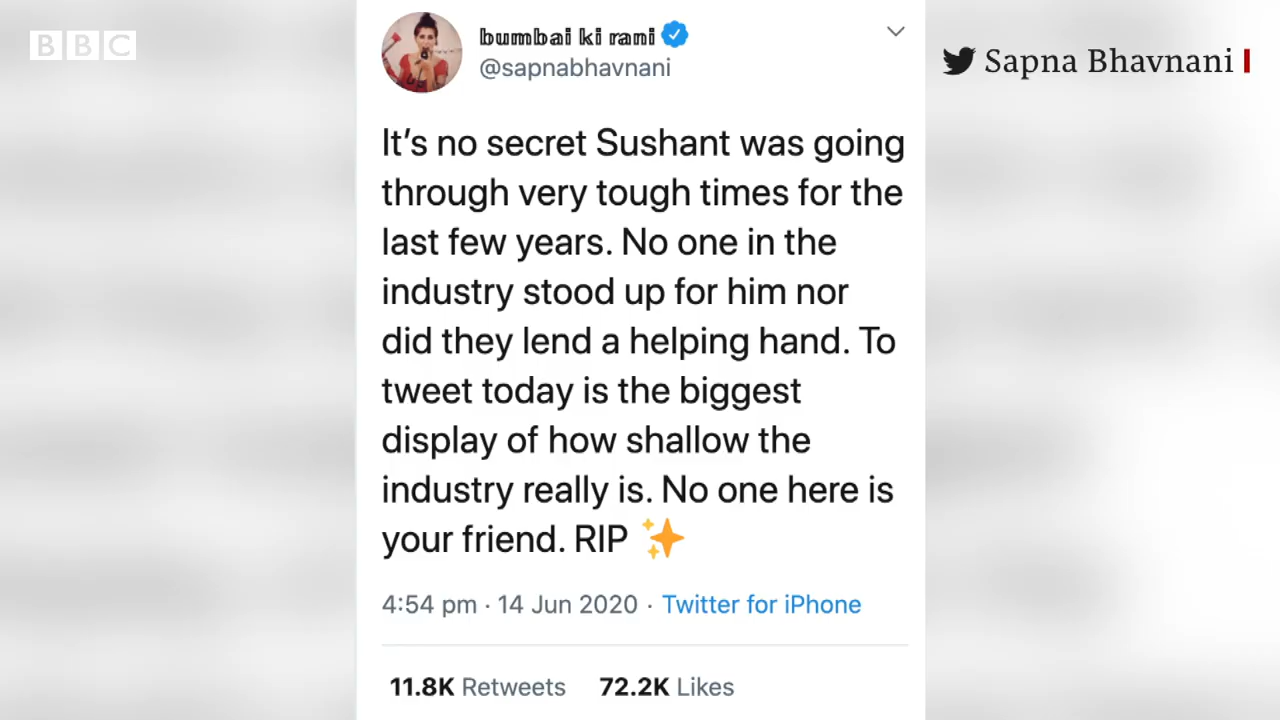 BBC
bumbai ki rani
@sapnabhavnani
Sapna Bhavnani
It's no secret Sushant was going
through very tough times for the
last few years. No one in the
industry stood up for him nor
did they lend a helping hand. To
tweet today is the biggest
display of how shallow the
industry really is. No one here is
your friend. RIP ✨
4:54 pm · 14 Jun 2020 · Twitter for iPhone
11.8K Retweets 72.2K Likes